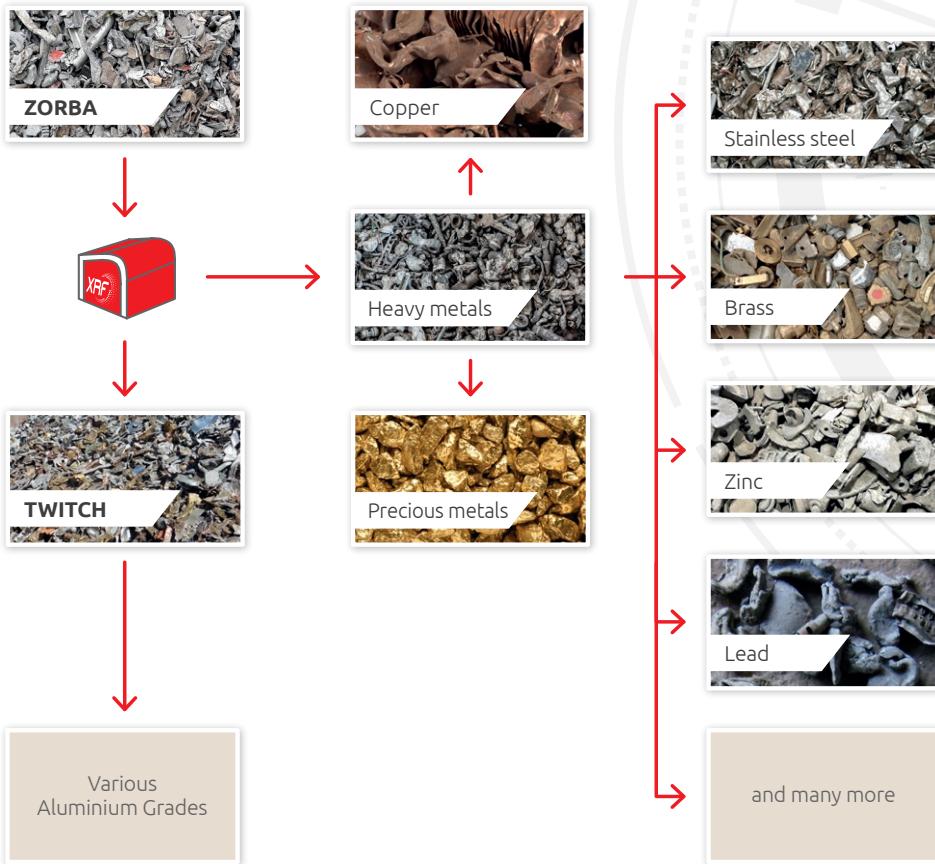 ZORBA
Copper
Stainless steel
XRF
Heavy metals
Brass
TWITCH
Precious metals
Zinc
Lead
Various
Aluminium Grades
and many more